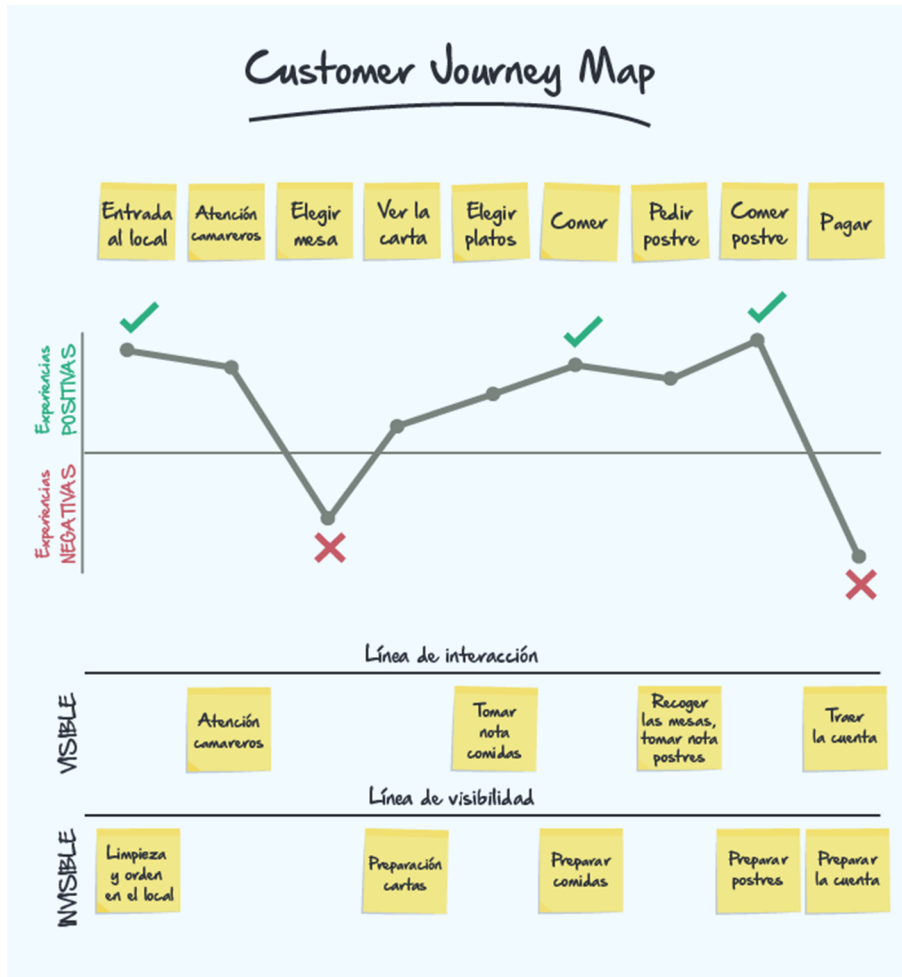 Customer Journey Map
Entrada
al local
Atención
camareros
Elegir
mesa
Ver la
carta
Elegir
platos
Comer
Pedir
postre
Comer
postre
Pagar
Experiencias
POSITIVAS
Experiencias
NEGATIVAS
Línea de interacción
VISIBLE
Atención
camareros
Tomar
nota
comidas
Recoger
las mesas,
tomar nota
postres
Traer
la cuenta
Línea de visibilidad
INVISIBLE
Limpieza
y orden
en el local
Preparación
cartas
Preparar
comidas
Preparar
postres
Preparar
la cuenta